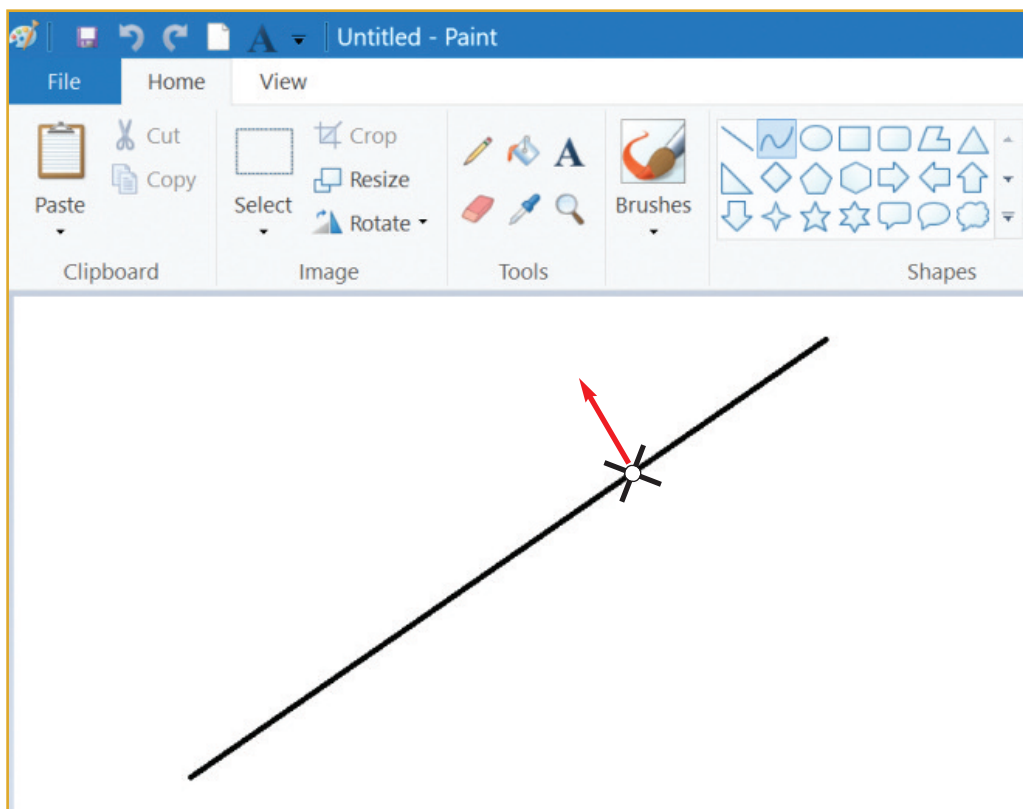 Untitled - Paint
File Home View
Paste
Cut
Copy
Clipboard
Select
Crop
Resize
Rotate
Image
A
Tools
Brushes
Shapes